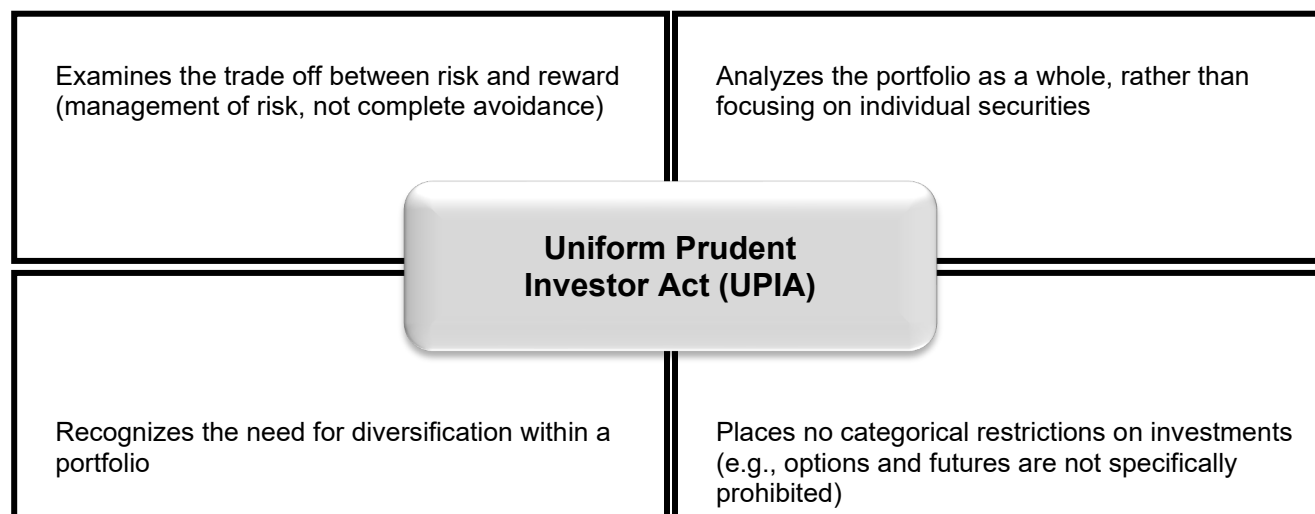 Examines the trade off between risk and reward
(management of risk, not complete avoidance)
Analyzes the portfolio as a whole, rather than
focusing on individual securities
Uniform Prudent
Investor Act (UPIA)
Recognizes the need for diversification within a
portfolio
Places no categorical restrictions on investments
(e.g., options and futures are not specifically
prohibited)